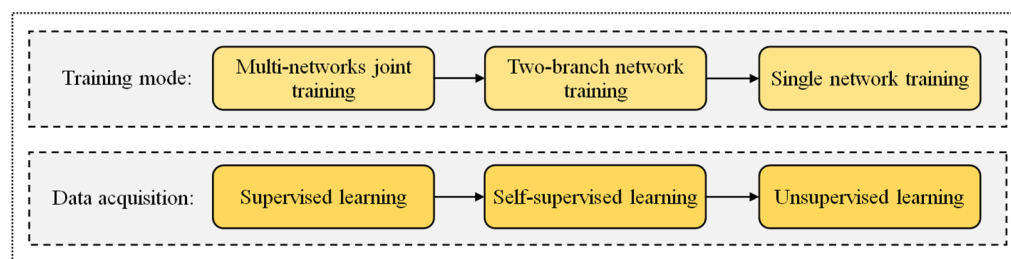 Training mode:
Multi-networks joint
training
Two-branch network
training
Single network training
Data acquisition:
Supervised learning
Self-supervised learning
Unsupervised learning